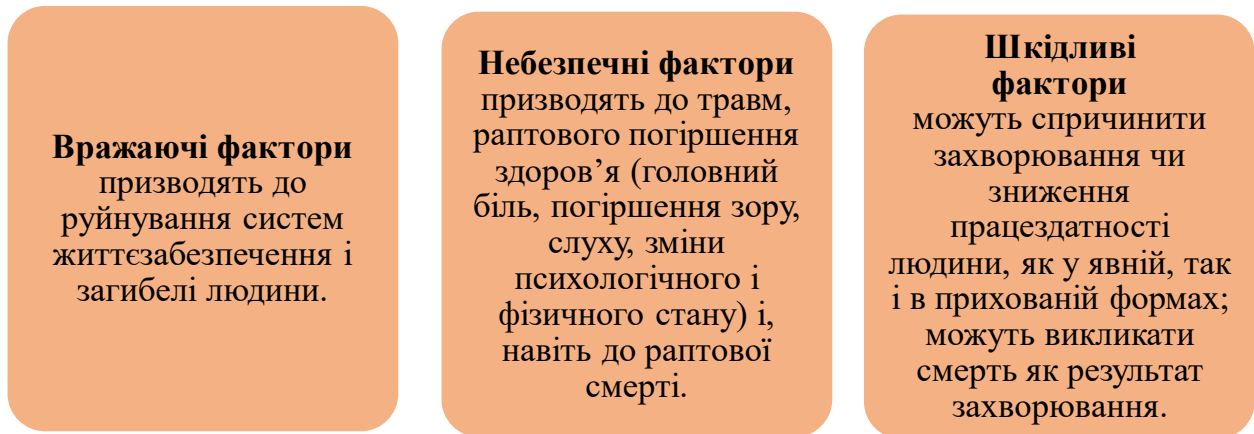 Вражаючі фактори
призводять до
руйнування систем
життєзабезпечення і
загибелі людини.
Небезпечні фактори
призводять до травм,
раптового погіршення
здоров’я (головний
біль, погіршення зору,
слуху, зміни
психологічного і
фізичного стану) і,
навіть до раптової
смерті.
Шкідливі
фактори
можуть спричинити
захворювання чи
зниження
працездатності
людини, як у явній, так
і в прихованій формах;
можуть викликати
смерть як результат
захворювання.